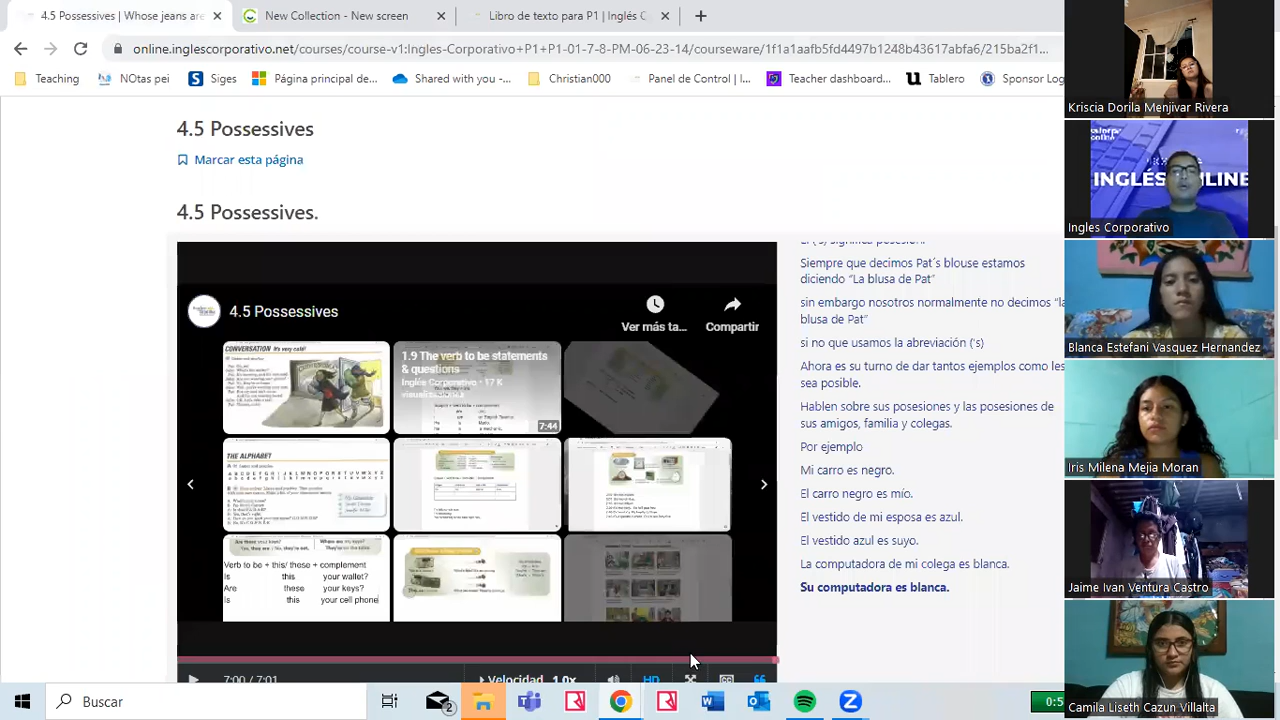 4.5 Possessives | Whose jeans are
New Collection - New screen
Libro de texto para P1 | Inglés C
online.inglescorporativo.net/courses/course-v1:Ingles-Corporativo+P1+P1-01-7-8-PM-06-23-14/courseware/1f1a1aafb5fd4497b1248b43617abfa6/215ba2f1...
Teaching
NOtas pei
Siges
Página principal de...
Shared with you -...
Christian000
Panel de Control | I...
Teacher dashboard...
Tablero
Sponsor Log
4.5 Possessives
Marcar esta página
4.5 Possessives.
4.5 Possessives
Ver más ta...
Compartir
CONVERSATION It's very cold!
1.9 The verb to be statements
& questions
Inglés Corporativo • 17 K
7:44
THE ALPHABET
Verb to be + this/ these + complement
Is this your wallet?
Are these your keys?
Is this your cell phone
7:00 / 7:01
Velocidad 1.0x
HD
Siempre que decimos Pat´s blouse estamos
diciendo “La blusa de Pat”
sin embargo nosotros normalmente no decimos “la
blusa de Pat”
si no que usamos la abreviación (‘s)
Ahora es su turno de darme ejemplos como les
sea posible.
Hablen sobre sus posesiones y las posesiones de
sus amigos, familia y colegas.
Por ejemplo
Mi carro es negro.
El carro negro es mio.
El vestido de mi esposa es azul.
El vestido azul es suyo.
La computadora de mi colega es blanca.
Su computadora es blanca.
Kriscia Dorila Menjivar Rivera
INGLÉS ONLINE
Ingles Corporativo
Blanca Estefani Vasquez Hernandez
Iris Milena Mejia Moran
Jaime Ivan Ventura Castro
Camila Liseth Cazun Villalta
Buscar
2
0:5